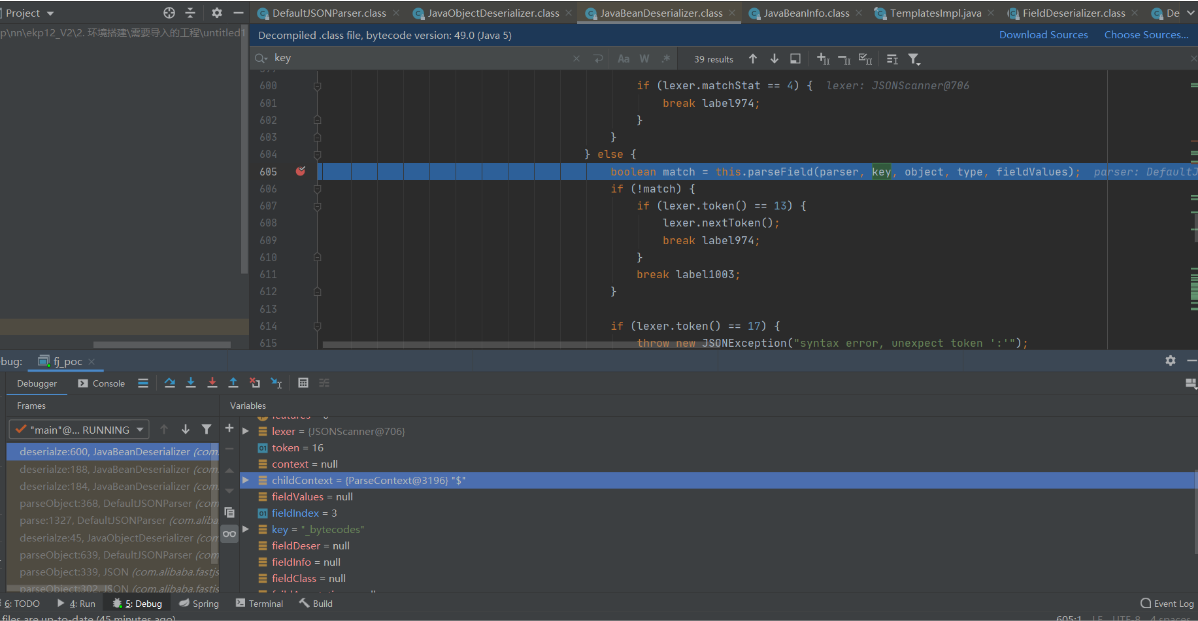 Project
DefaultJSONParser.class
JavaObjectDeserializer.class
JavaBeanDeserializer.class
JavaBeanInfo.class
TemplatesImpl.java
FieldDeserializer.class
De
p\nn\ekp12_V2\2. 环境搭建\需要导入的工程\untitled1
Decompiled .class file, bytecode version: 49.0 (Java 5)
Download Sources
Choose Sources...
key
Aa W .*
39 results
600 if (lexer.matchStat == 4) { lexer: JSONScanner@706
601 break label974;
602 }
603 }
604 } else {
605 boolean match = this.parseField(parser, key, object, type, fieldValues); parser: DefaultJ
606 if (!match) {
607 if (lexer.token() == 13) {
608 lexer.nextToken();
609 break label974;
610 }
611 break label1003;
612 }
613
614 if (lexer.token() == 17) {
615 throw new JSONException("syntax error, unexpect token ':'");
bug:
fj_poc
Debugger
Console
Frames
Variables
"main"@... RUNNING
deserialze:600, JavaBeanDeserializer (com.
deserialze:188, JavaBeanDeserializer (com.
deserialze:184, JavaBeanDeserializer (com.
parseObject:368, DefaultJSONParser (com.
parse:1327, DefaultJSONParser (com.aliba
deserialze:45, JavaObjectDeserializer (com
parseObject:639, DefaultJSONParser (com.
parseObject:339, JSON (com.alibaba.fastjs
parseObject:302, JSON (com.alibaba.fastjs
features = 0
lexer = {JSONScanner@706}
token = 16
context = null
childContext = {ParseContext@3196} "$"
fieldValues = null
fieldIndex = 3
key = "_bytecodes"
fieldDeser = null
fieldInfo = null
fieldClass = null
6: TODO
4: Run
5: Debug
Spring
Terminal
Build
Event Log
files are up-to-date (45 minutes ago)
605:1 LF UTF-8 4 spaces